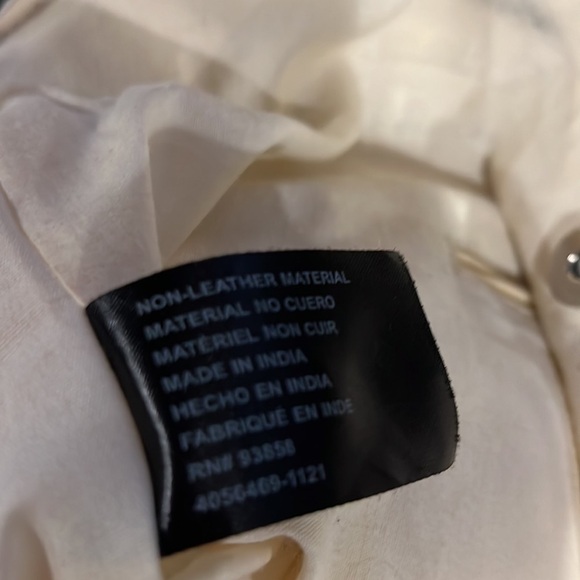 NON-LEATHER MATERIAL
MATERIAL NO CUERO
MATÉRIEL NON CUIR
MADE IN INDIA
HECHO EN INDIA
FABRIQUÉ EN INDE
RN# 93858
4056469-1121